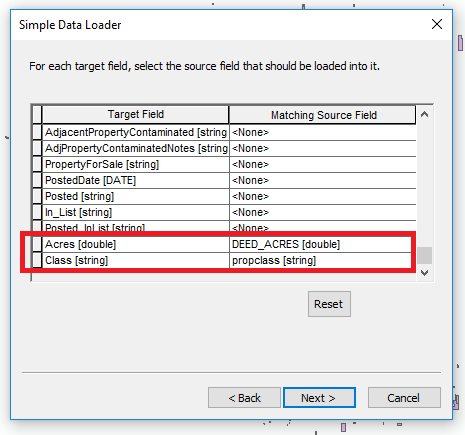 Simple Data Loader
For each target field, select the source field that should be loaded into it.
Target Field Matching Source Field
AdjacentPropertyContaminated [string <None>
AdjPropertyContaminatedNotes [string <None>
PropertyForSale [string] <None>
PostedDate [DATE] <None>
Posted [string] <None>
In_List [string] <None>
Posted_InList [string] <None>
Acres [double] DEED_ACRES [double]
Class [string] propclass [string]
Reset
< Back Next > Cancel